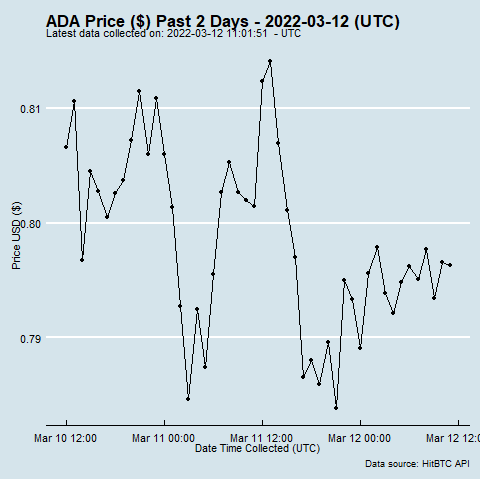 ADA Price ($) Past 2 Days - 2022-03-12 (UTC)
Latest data collected on: 2022-03-12 11:01:51 - UTC
0.81
0.80
0.79
Price USD ($)
Mar 10 12:00 Mar 11 00:00 Mar 11 12:00 Mar 12 00:00 Mar 12 12:0
Date Time Collected (UTC)
Data source: HitBTC API